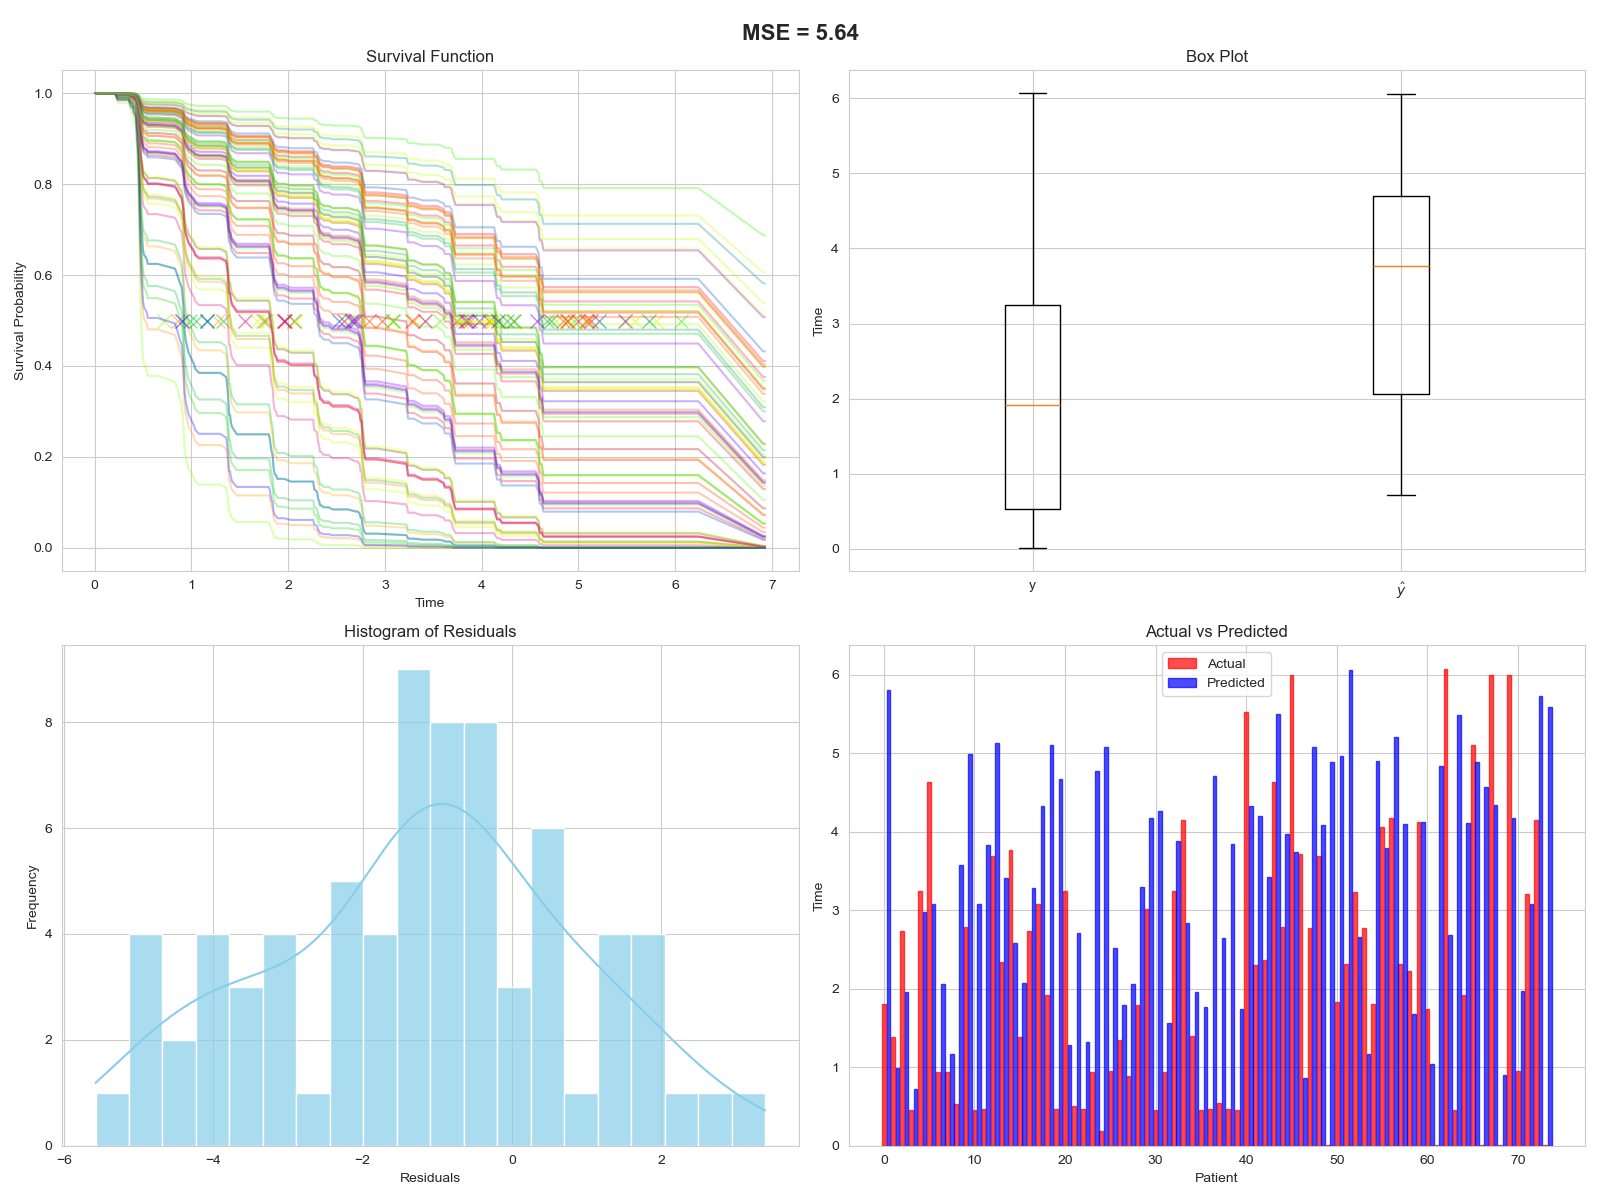 MSE = 5.64
Survival Function
Survival Probability
1.0
0.8
0.6
0.4
0.2
0.0
0 1 2 3 4 5 6 7
Time
Box Plot
Time
6
5
4
3
2
1
0
y ŷ
Histogram of Residuals
Frequency
8
6
4
2
0
−6 −4 −2 0 2
Residuals
Actual vs Predicted
Actual
Predicted
Time
6
5
4
3
2
1
0
0 10 20 30 40 50 60 70
Patient